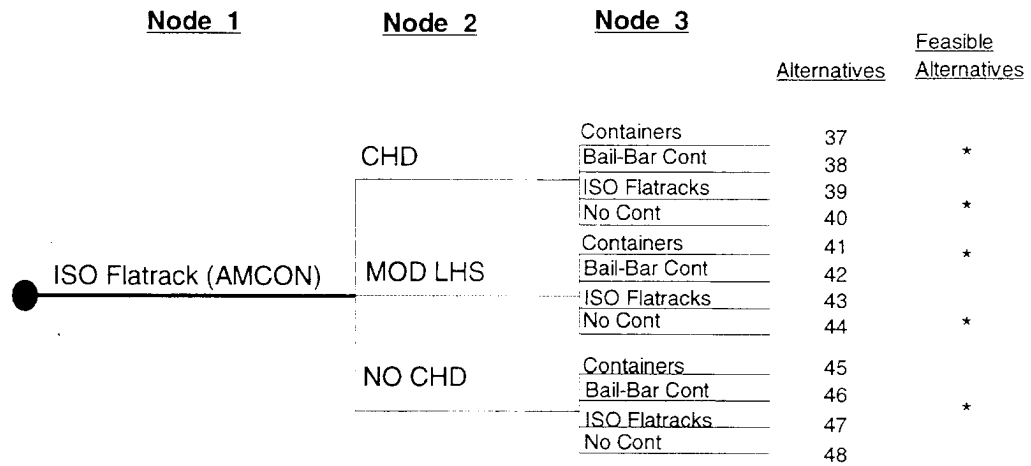 Node 1 Node 2 Node 3
Feasible
Alternatives Alternatives
CHD
Containers 37
Bail-Bar Cont 38 *
ISO Flatracks 39
No Cont 40 *
ISO Flatrack (AMCON)
MOD LHS
Containers 41 *
Bail-Bar Cont 42
ISO Flatracks 43
No Cont 44 *
NO CHD
Containers 45
Bail-Bar Cont 46
ISO Flatracks 47 *
No Cont 48